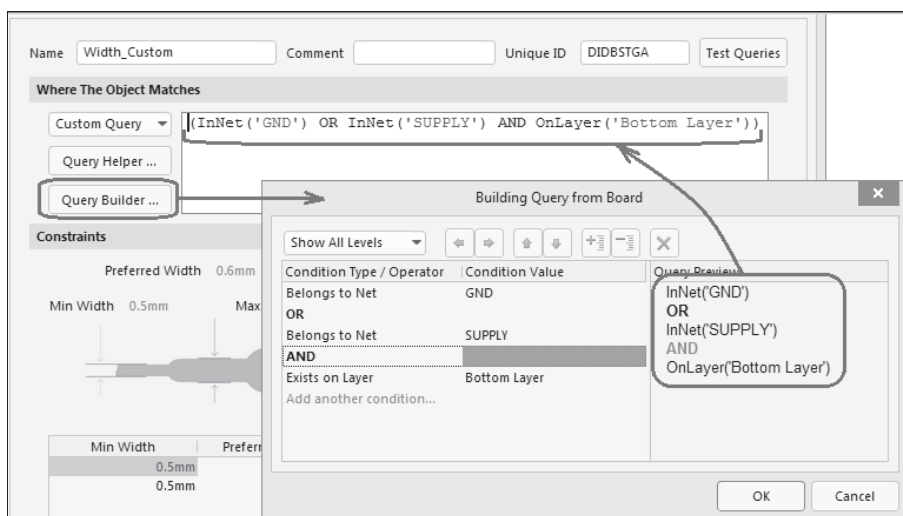 Name Width_Custom Comment Unique ID DIDBSTGA Test Queries
Where The Object Matches
Custom Query (InNet('GND') OR InNet('SUPPLY') AND OnLayer('Bottom Layer'))
Query Helper ...
Query Builder ...
Building Query from Board
Constraints
Show All Levels
Preferred Width 0.6mm
Condition Type / Operator Condition Value Query Preview
Min Width 0.5mm Max
Belongs to Net GND
OR
Belongs to Net SUPPLY
AND
Exists on Layer Bottom Layer
Add another condition...
InNet('GND')
OR
InNet('SUPPLY')
AND
OnLayer('Bottom Layer')
Min Width Preferr
0.5mm
0.5mm
OK Cancel